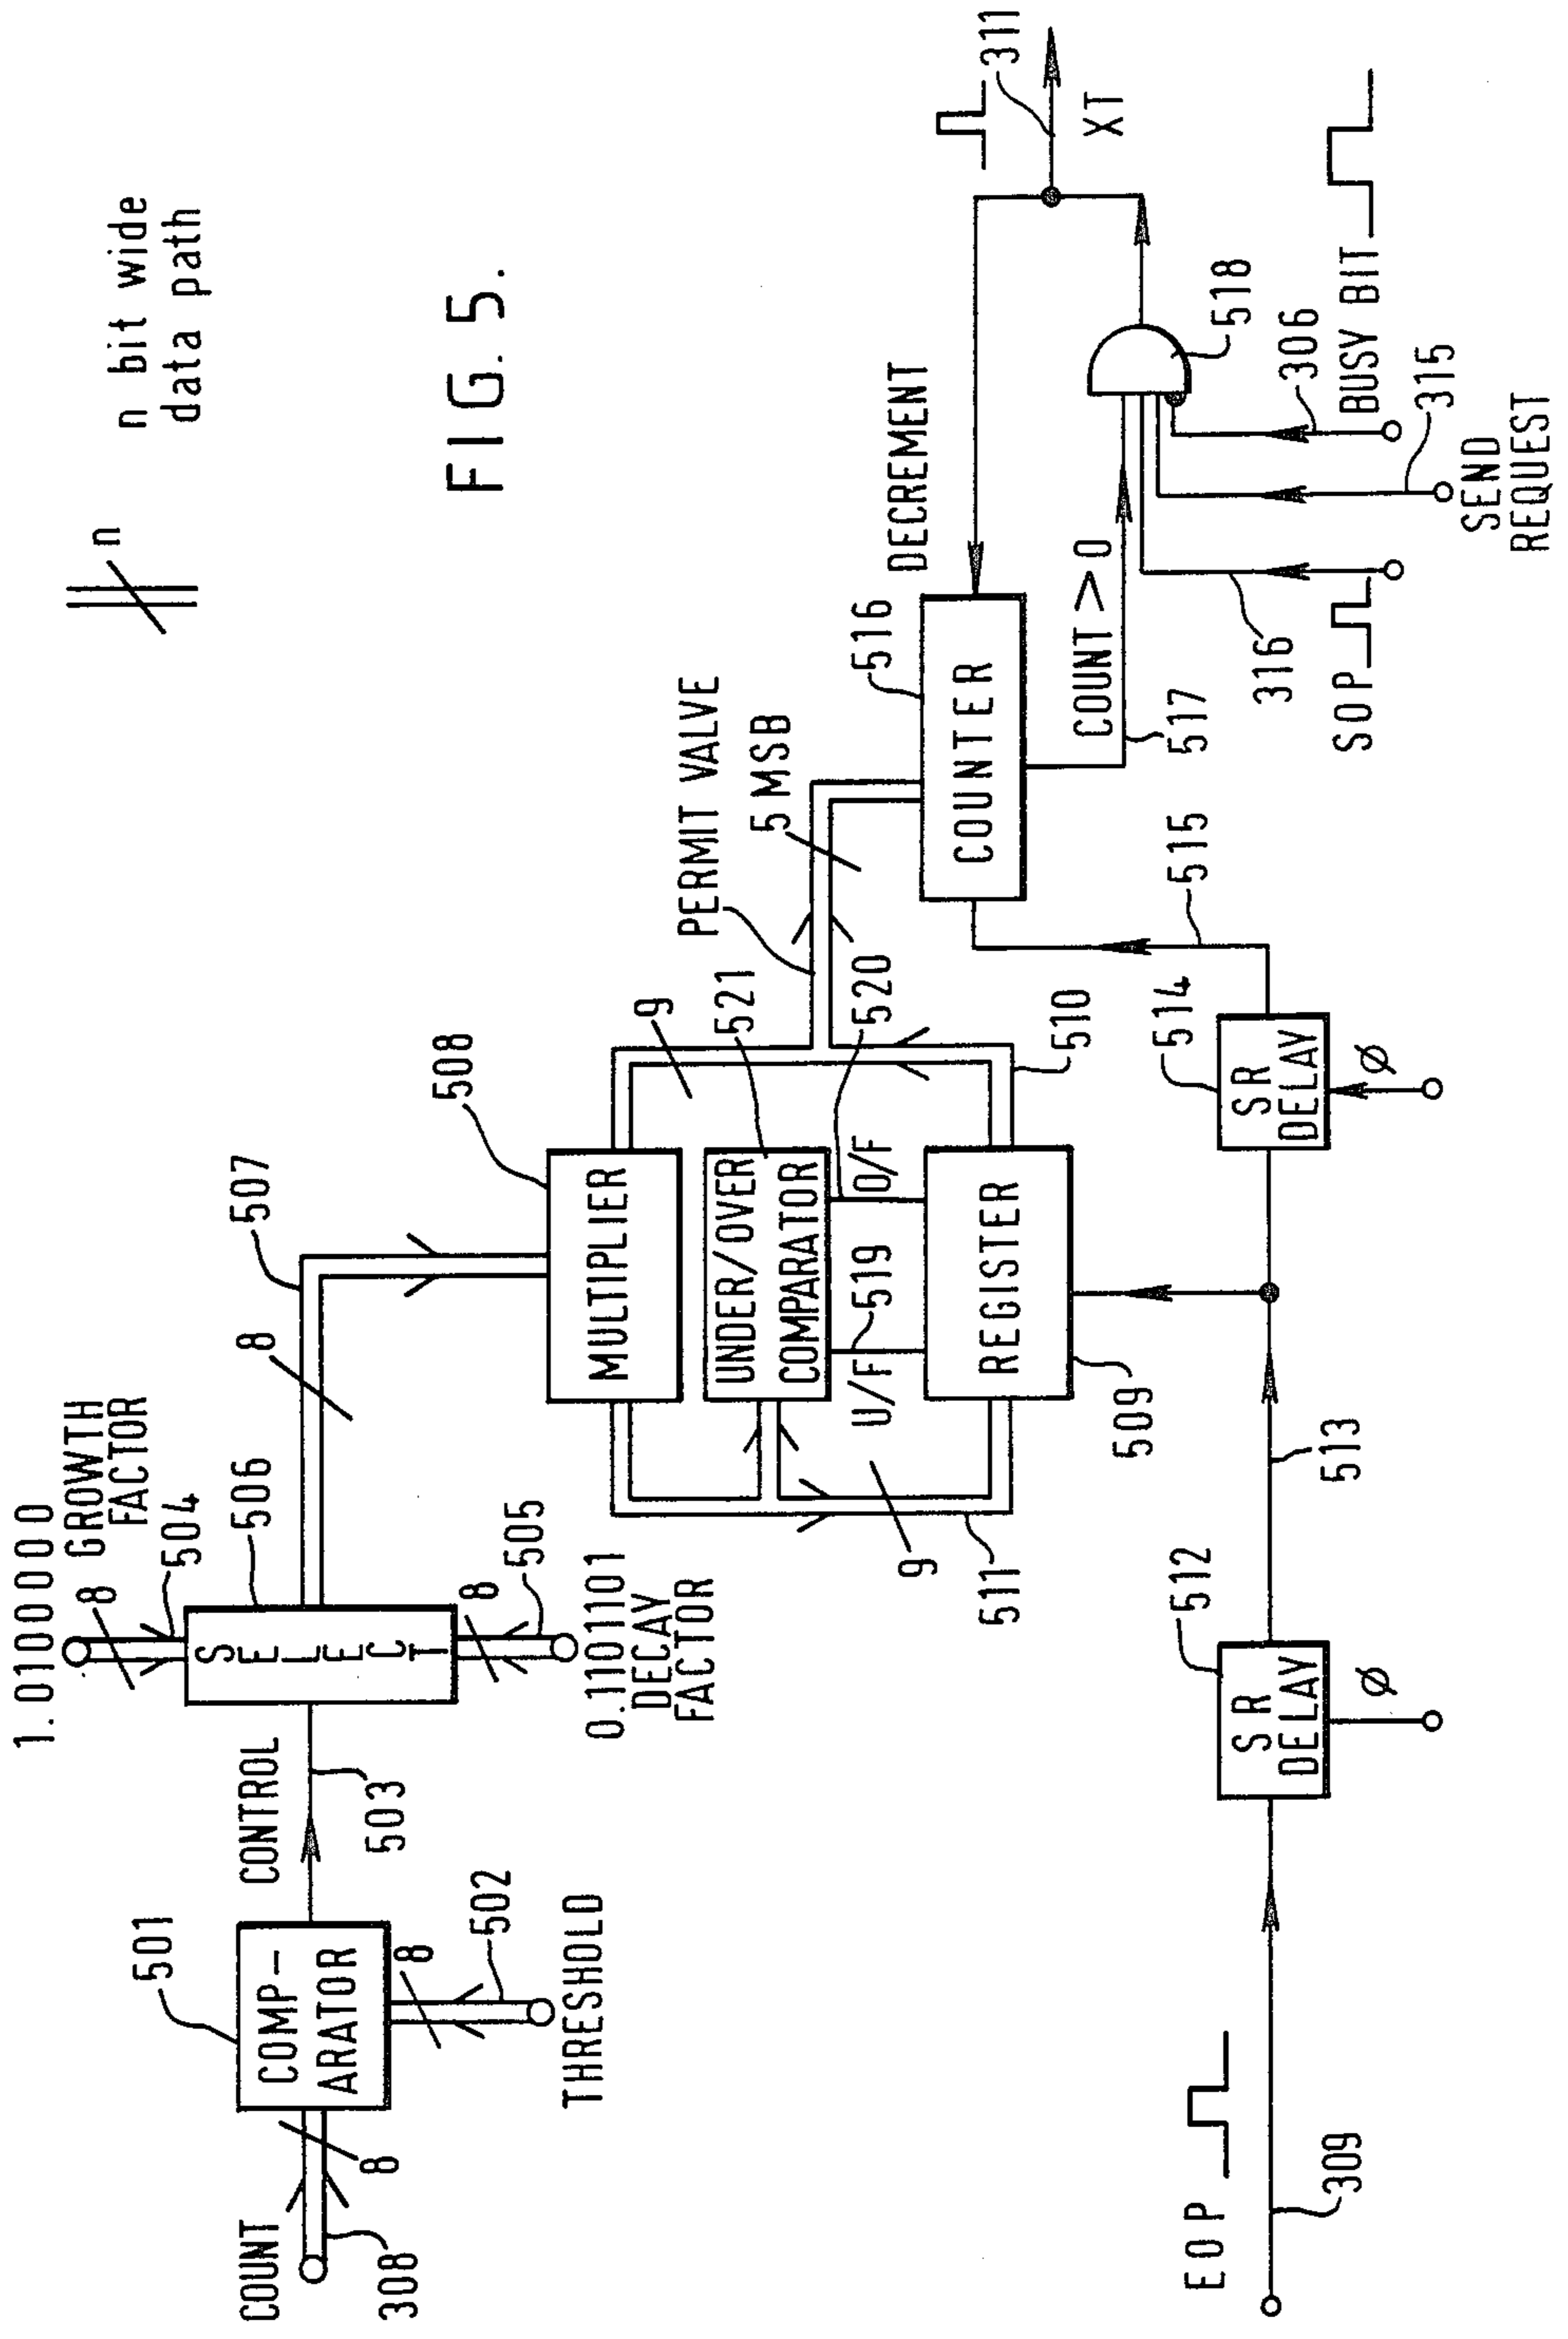 n
n bit wide
data path
FIG. 5.
1.0100000
GROWTH
FACTOR
8
504
506
SELECT
8
505
0.1101101
DECAY
FACTOR
COUNT
308
8
501
COMP-
ARATOR
8
502
THRESHOLD
CONTROL
503
8
507
508
MULTIPLIER
9
521
UNDER/OVER
COMPARATOR
520
U/F
519
O/F
REGISTER
509
510
9
511
PERMIT VALVE
5 MSB
516
COUNTER
DECREMENT
COUNT > 0
517
518
311
XT
EOP
309
512
SR
DELAY
Ø
513
514
SR
DELAY
Ø
515
SOP
316
SEND
REQUEST
315
306
BUSY BIT